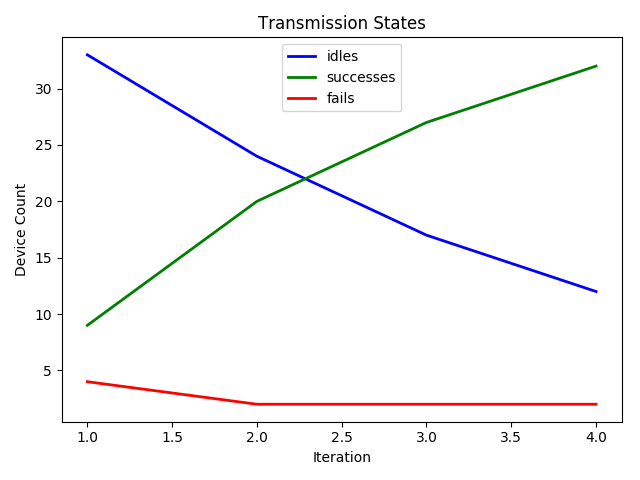 Transmission States
idles
successes
fails
Device Count
30
25
20
15
10
5
1.0 1.5 2.0 2.5 3.0 3.5 4.0
Iteration